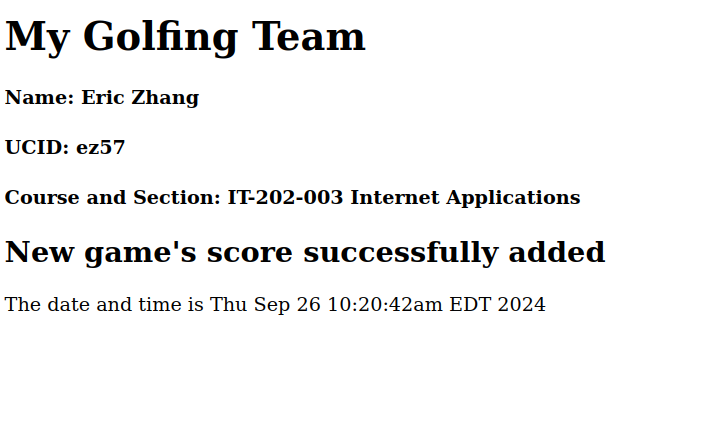 My Golfing Team
Name: Eric Zhang
UCID: ez57
Course and Section: IT-202-003 Internet Applications
New game's score successfully added
The date and time is Thu Sep 26 10:20:42am EDT 2024